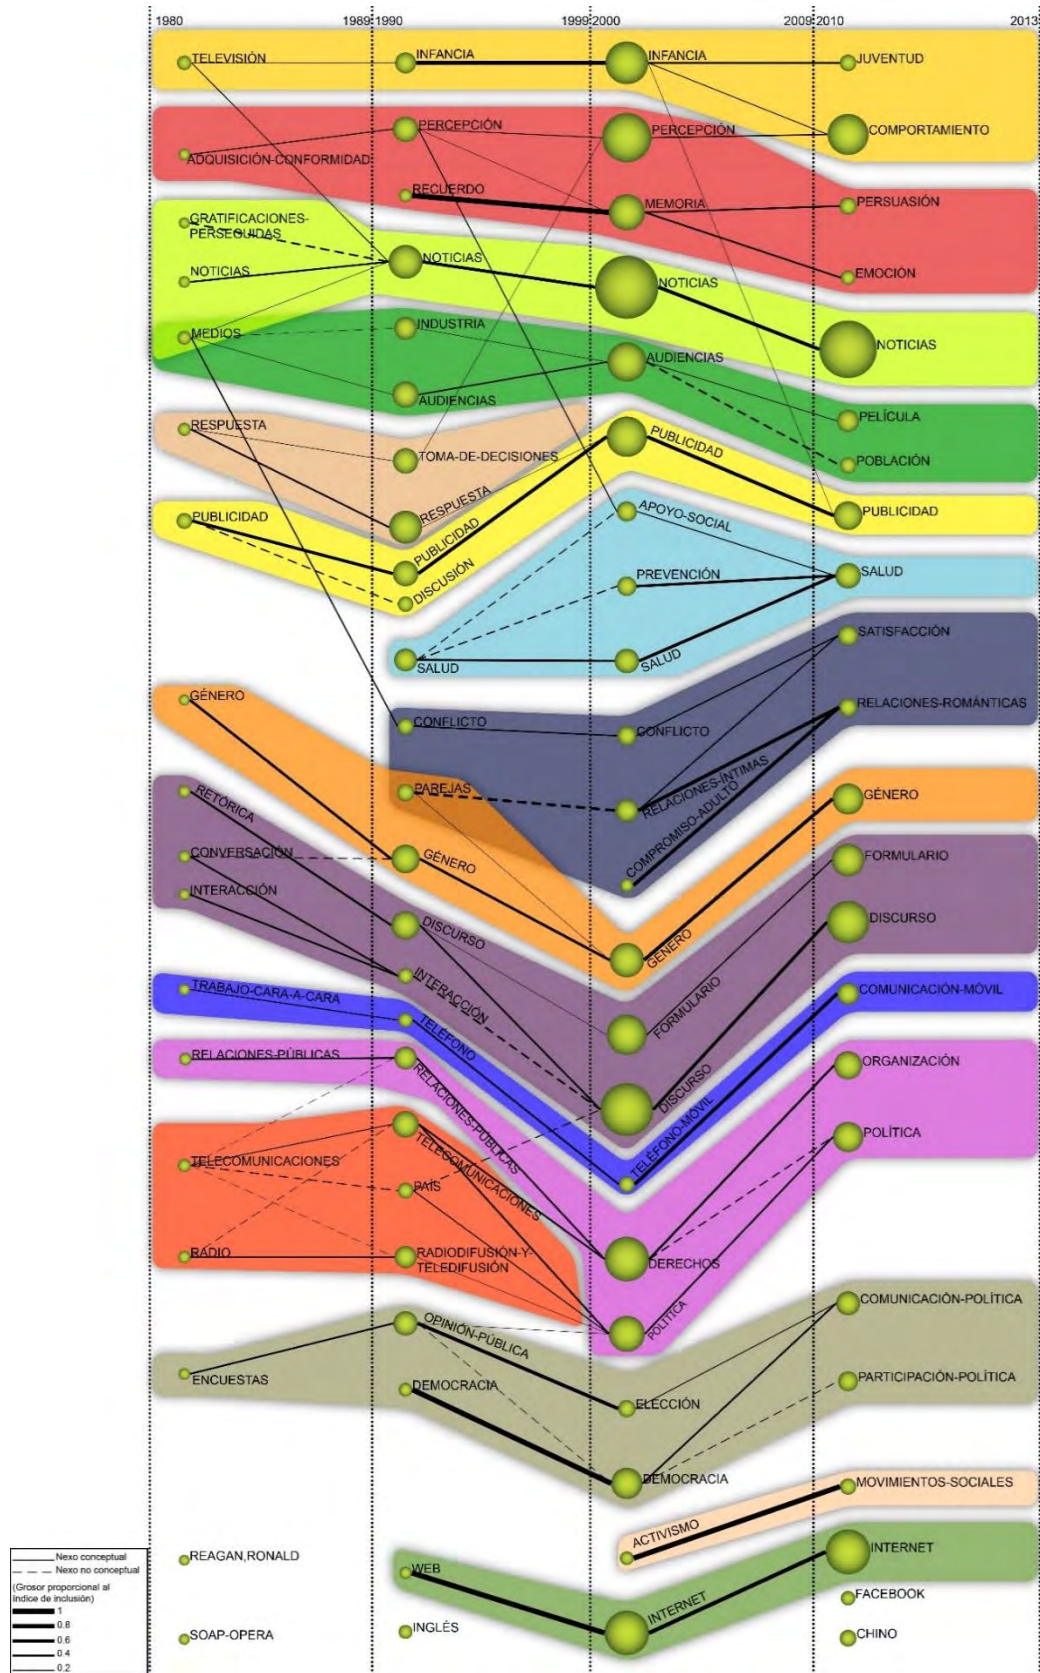 1980
1989
1990
1999
2000
2009
2010
2013
TELEVISIÓN
INFANCIA
INFANCIA
JUVENTUD
PERCEPCIÓN
PERCEPCIÓN
COMPORTAMIENTO
ADQUISICIÓN-CONFORMIDAD
RECUERDO
MEMORIA
PERSUASIÓN
GRATIFICACIONES-
PERSEGUIDAS
NOTICIAS
NOTICIAS
NOTICIAS
EMOCIÓN
NOTICIAS
MEDIOS
INDUSTRIA
AUDIENCIAS
AUDIENCIAS
PELÍCULA
RESPUESTA
TOMA-DE-DECISIONES
PUBLICIDAD
POBLACIÓN
PUBLICIDAD
RESPUESTA
PUBLICIDAD
DISCUSIÓN
APOYO-SOCIAL
PUBLICIDAD
PREVENCIÓN
SALUD
SALUD
SALUD
SATISFACCIÓN
GÉNERO
CONFLICTO
CONFLICTO
RELACIONES-ROMÁNTICAS
RETÓRICA
PAREJAS
RELACIONES-ÍNTIMAS
GÉNERO
CONVERSACIÓN
GÉNERO
COMPROMISO-ADULTO
FORMULARIO
INTERACCIÓN
DISCURSO
GÉNERO
DISCURSO
TRABAJO-CARA-A-CARA
INTERACCIÓN
FORMULARIO
COMUNICACIÓN-MÓVIL
TELÉFONO
RELACIONES-PÚBLICAS
RELACIONES-PÚBLICAS
DISCURSO
ORGANIZACIÓN
TELECOMUNICACIONES
TELECOMUNICACIONES
TELÉFONO-MÓVIL
POLÍTICA
PAÍS
RADIO
RADIODIFUSIÓN-Y-
TELEDIFUSIÓN
DERECHOS
OPINIÓN-PÚBLICA
POLÍTICA
COMUNICACIÓN-POLÍTICA
ENCUESTAS
DEMOCRACIA
ELECCIÓN
PARTICIPACIÓN-POLÍTICA
DEMOCRACIA
MOVIMIENTOS-SOCIALES
ACTIVISMO
REAGAN,RONALD
WEB
INTERNET
INTERNET
FACEBOOK
SOAP-OPERA
INGLÉS
CHINO
Nexo conceptual
Nexo no conceptual
(Grosor proporcional al
índice de inclusión)
1
0.8
0.6
0.4
0.2